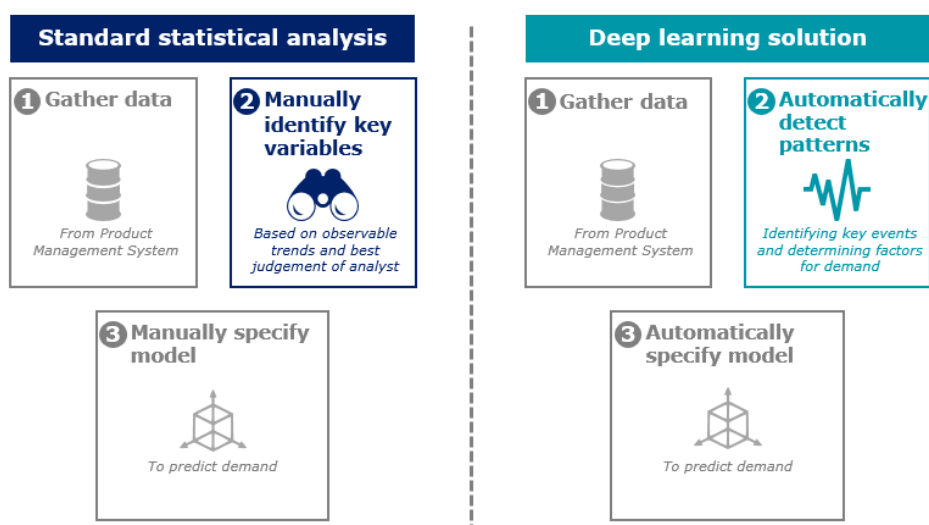 Standard statistical analysis
1 Gather data
From Product
Management System
2 Manually
identify key
variables
Based on observable
trends and best
judgement of analyst
3 Manually specify
model
To predict demand
Deep learning solution
1 Gather data
From Product
Management System
2 Automatically
detect
patterns
Identifying key events
and determining factors
for demand
3 Automatically
specify model
To predict demand